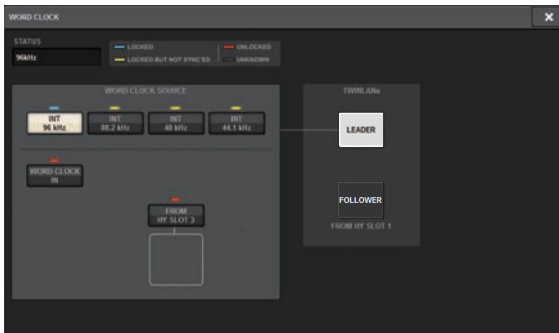 WORD CLOCK
STATUS
96kHz
LOCKED
UNLOCKED
LOCKED BUT NOT SYNC'ED
UNKNOWN
WORD CLOCK SOURCE
TWINLANe
INT
96 kHz
INT
88.2 kHz
INT
48 kHz
INT
44.1 kHz
LEADER
WORD CLOCK
IN
FROM
HY SLOT 3
FOLLOWER
FROM HY SLOT 1